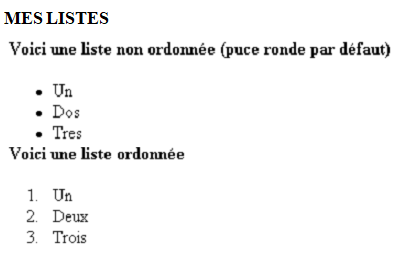 MES LISTES
Voici une liste non ordonnée (puce ronde par défaut)
• Un
• Dos
• Tres
Voici une liste ordonnée
1. Un
2. Deux
3. Trois